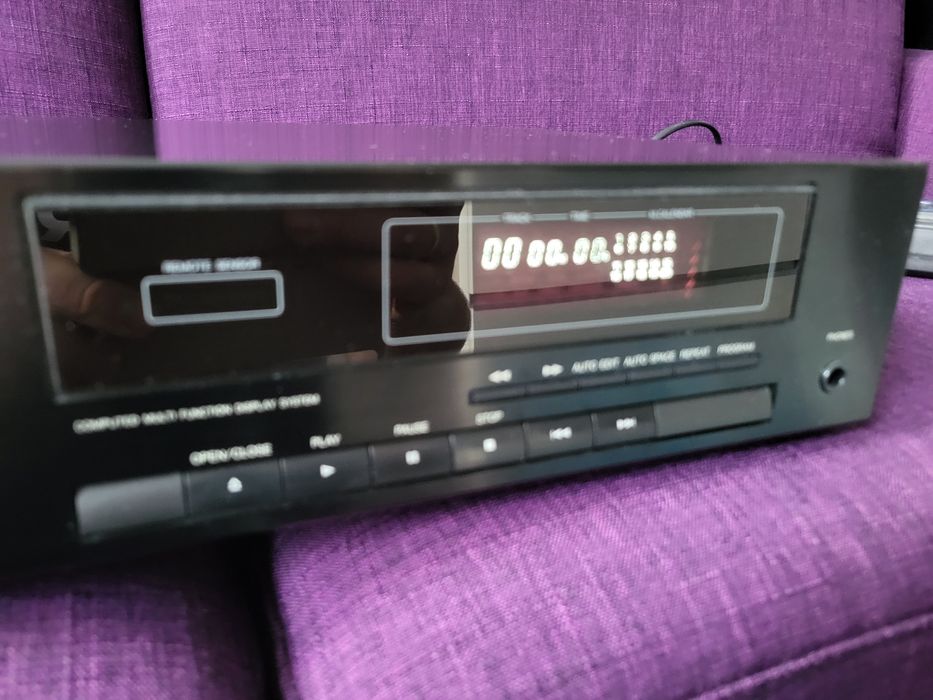 TRACK TIME
REMOTE SENSOR
00 00. 00.
AUTO EDIT AUTO SPACE REPEAT PROGRAM
PHONES
COMPUTED MULTI FUNCTION DISPLAY SYSTEM
OPEN/CLOSE PLAY PAUSE STOP